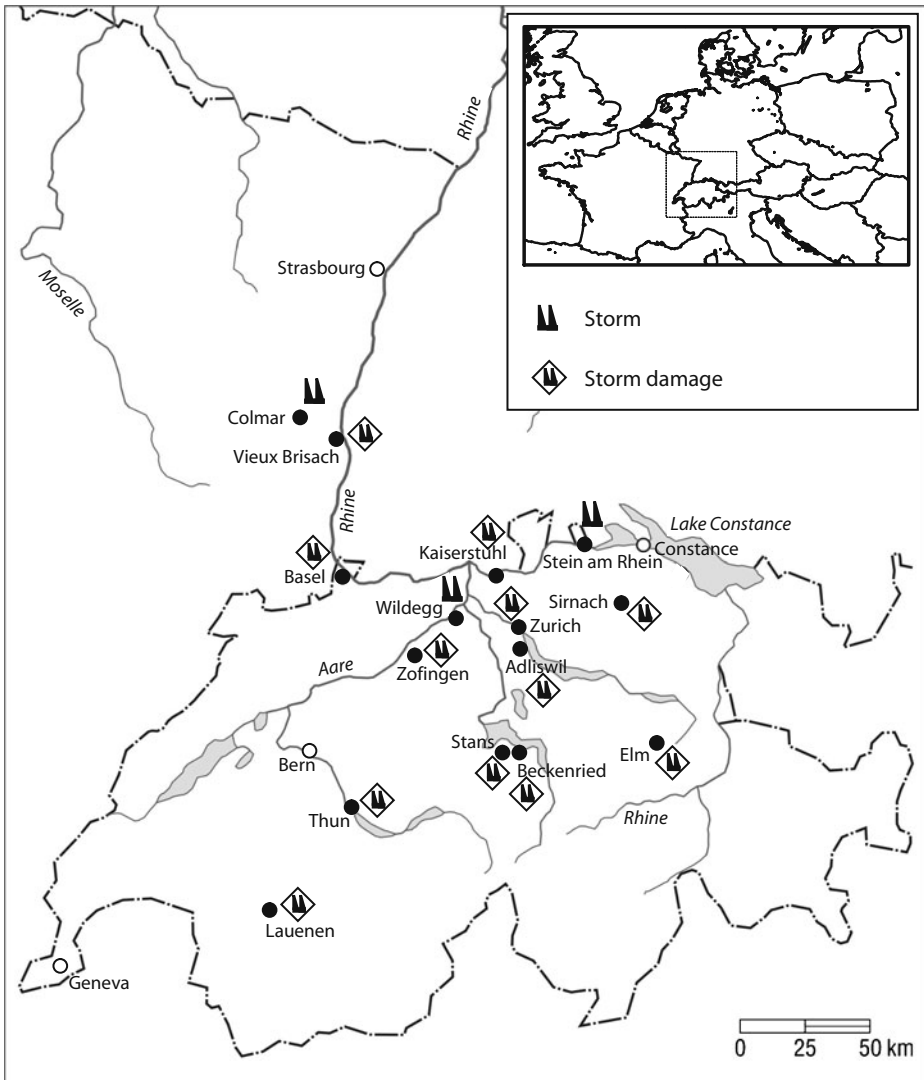 Rhine
Strasbourg
Moselle
Storm
Storm damage
Colmar
Vieux Brisach
Rhine
Lake Constance
Kaiserstuhl
Stein am Rhein
Constance
Basel
Wildegg
Sirnach
Zurich
Aare
Zofingen
Adliswil
Stans
Elm
Bern
Beckenried
Thun
Rhine
Lauenen
Geneva
0 25 50 km